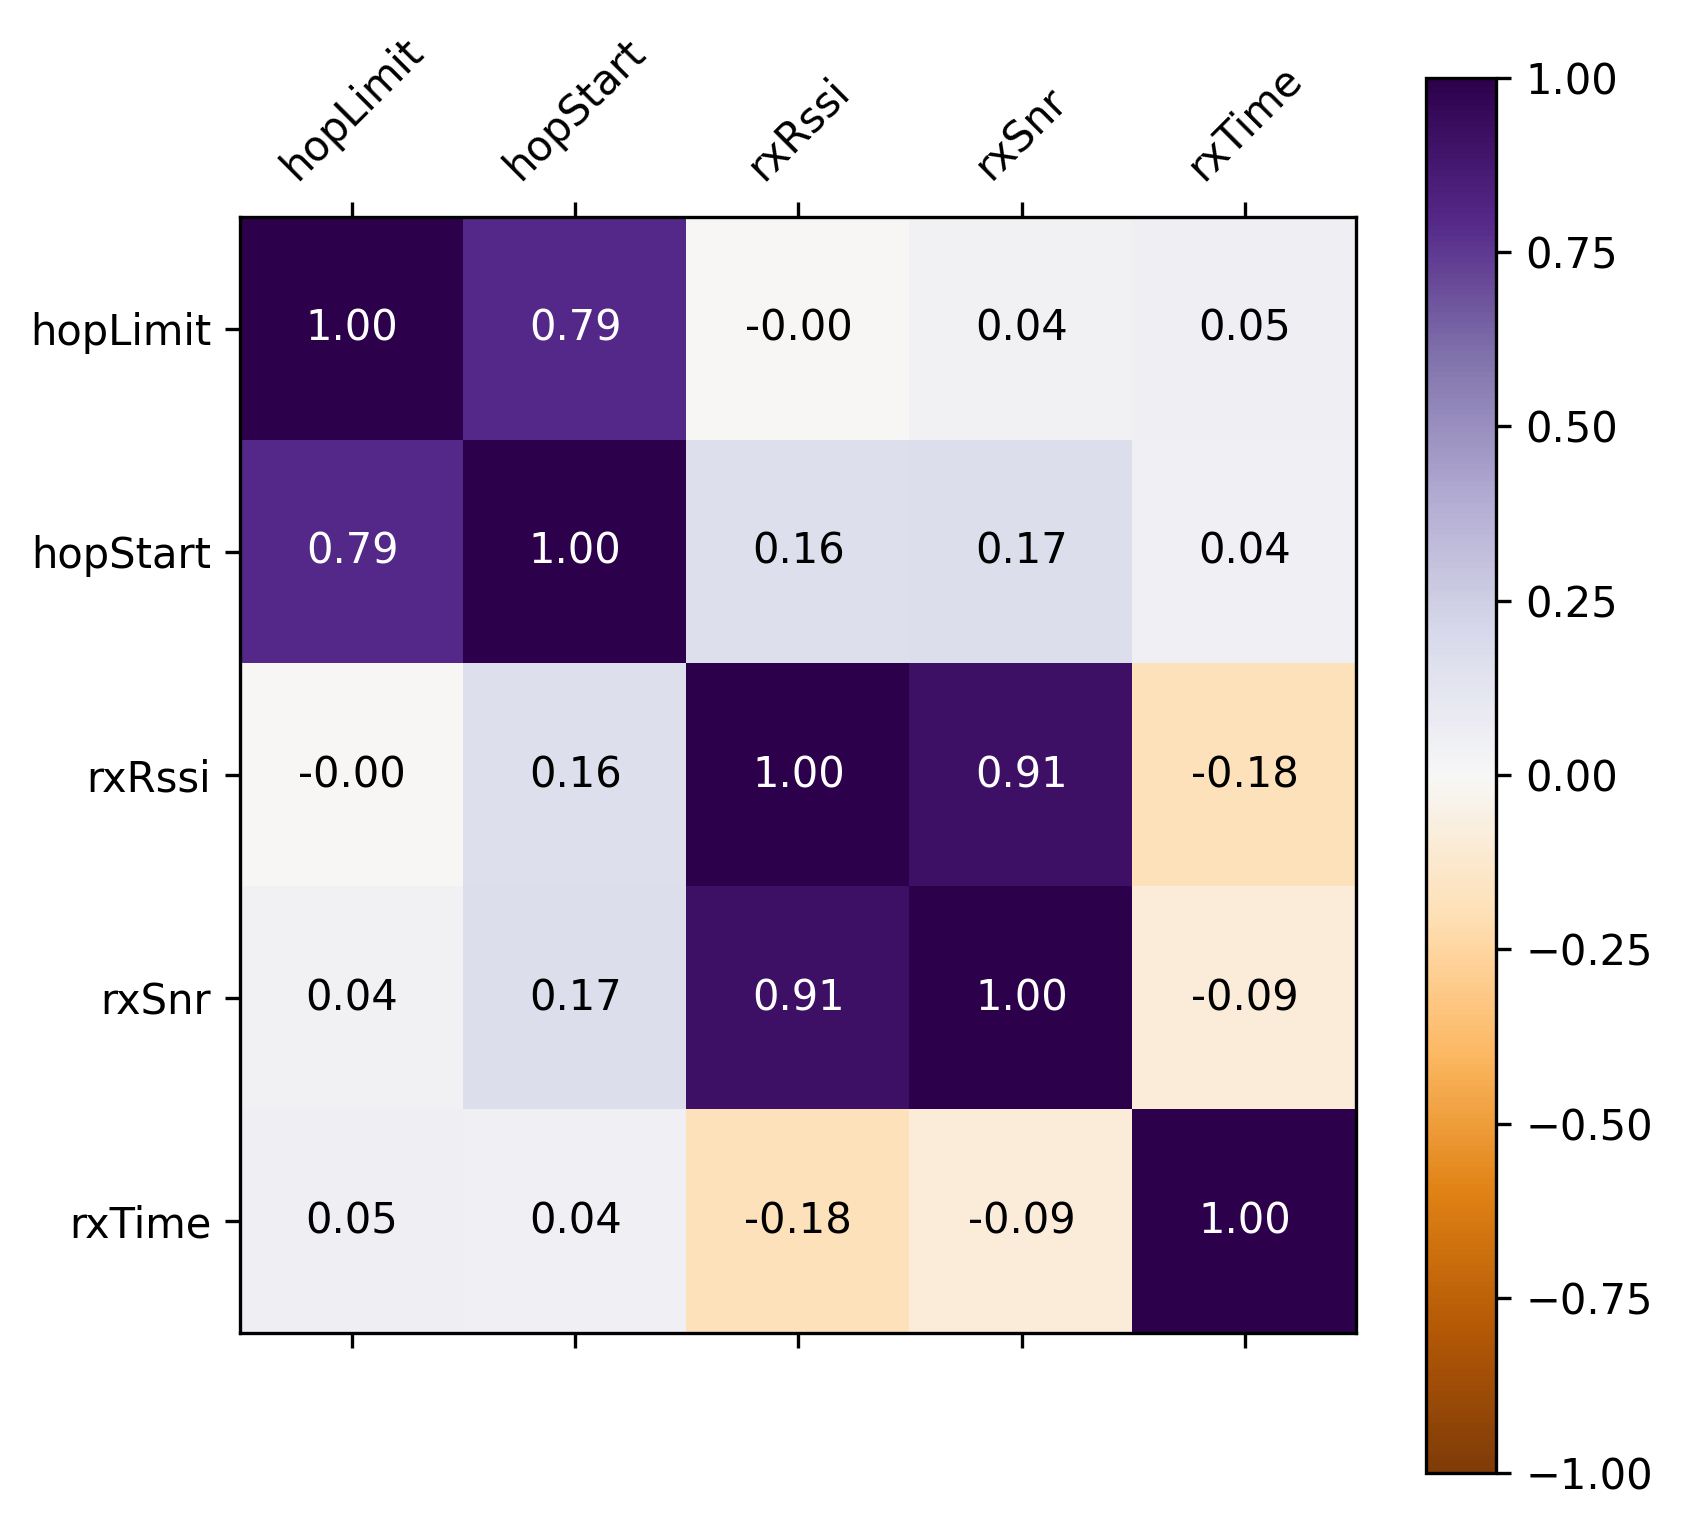 hopLimit hopStart rxRssi rxSnr rxTime
hopLimit 1.00 0.79 -0.00 0.04 0.05
hopStart 0.79 1.00 0.16 0.17 0.04
rxRssi -0.00 0.16 1.00 0.91 -0.18
rxSnr 0.04 0.17 0.91 1.00 -0.09
rxTime 0.05 0.04 -0.18 -0.09 1.00
1.00
0.75
0.50
0.25
0.00
−0.25
−0.50
−0.75
−1.00